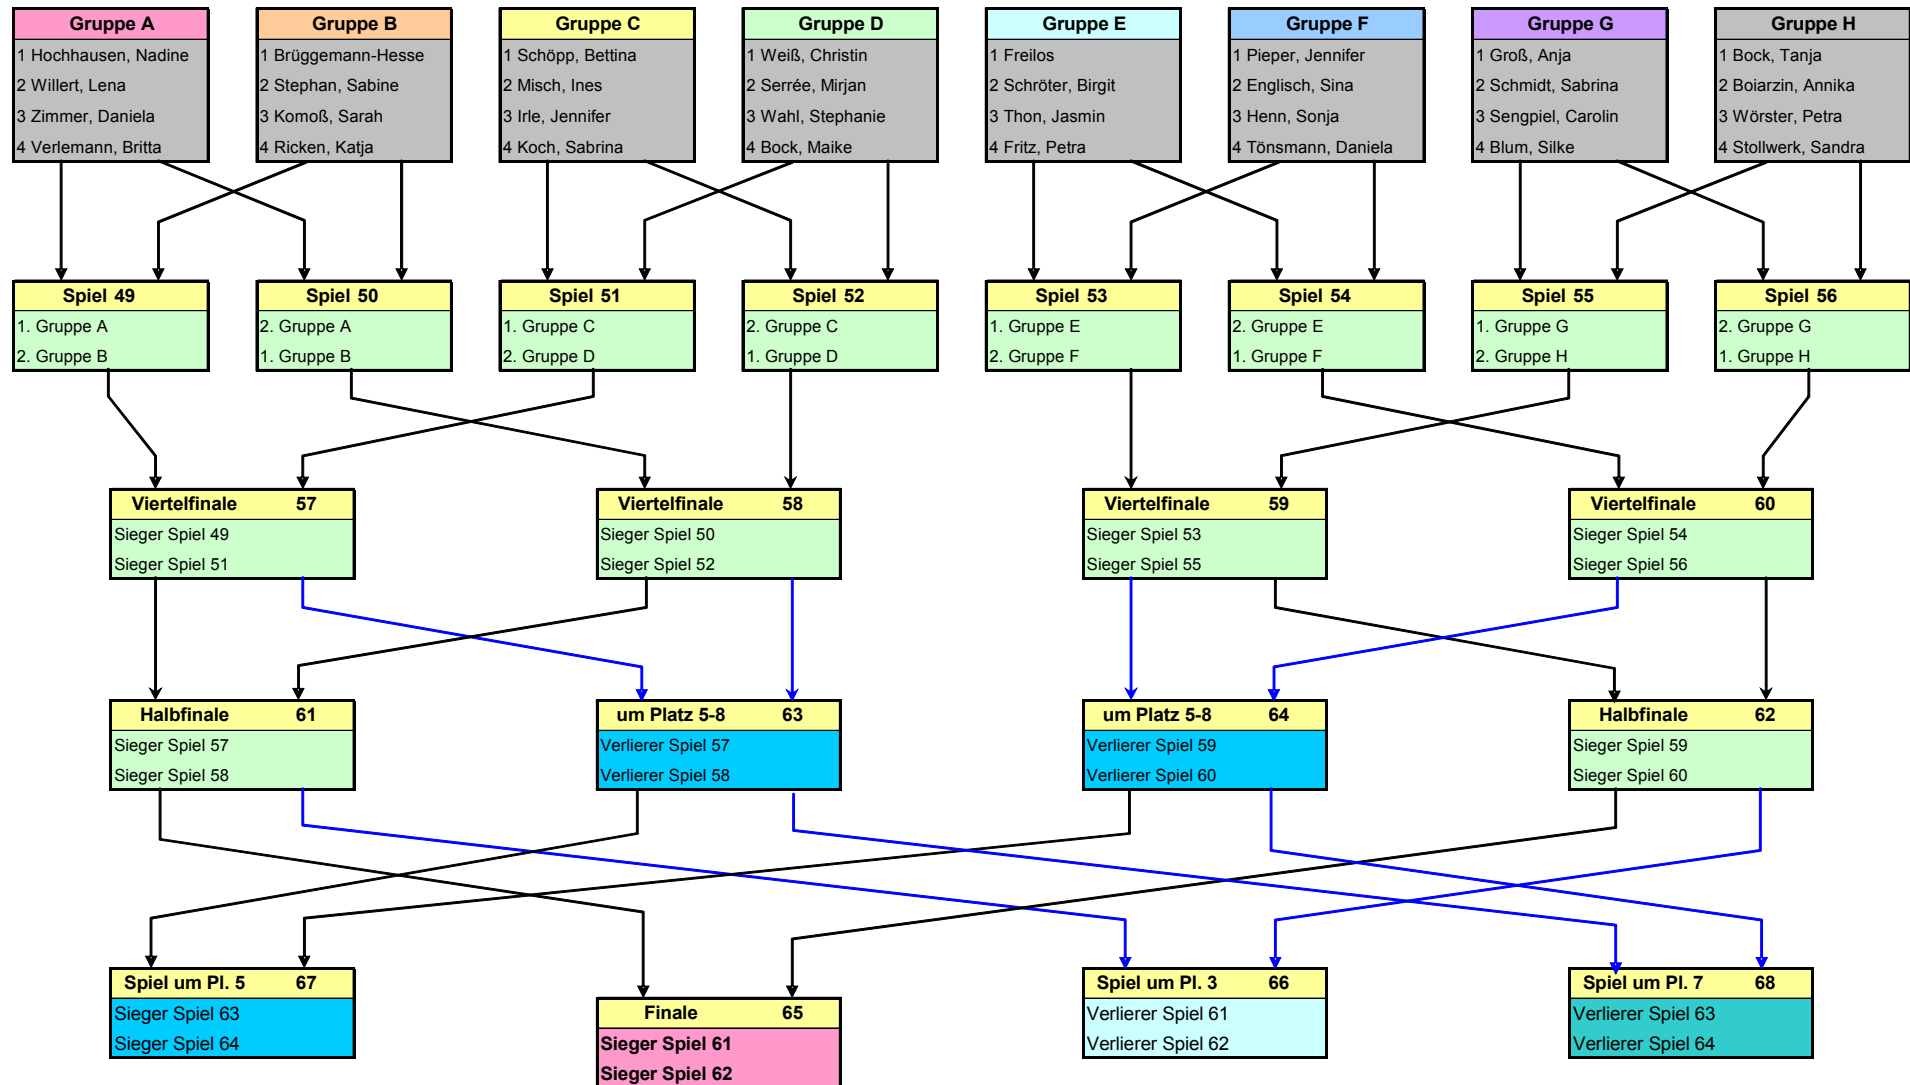 Gruppe A
1 Hochhausen, Nadine
2 Willert, Lena
3 Zimmer, Daniela
4 Verlemann, Britta
Gruppe B
1 Brüggemann-Hesse
2 Stephan, Sabine
3 Komoß, Sarah
4 Ricken, Katja
Gruppe C
1 Schöpp, Bettina
2 Misch, Ines
3 Irle, Jennifer
4 Koch, Sabrina
Gruppe D
1 Weiß, Christin
2 Serrée, Mirjan
3 Wahl, Stephanie
4 Bock, Maike
Gruppe E
1 Freilos
2 Schröter, Birgit
3 Thon, Jasmin
4 Fritz, Petra
Gruppe F
1 Pieper, Jennifer
2 Englisch, Sina
3 Henn, Sonja
4 Tönsmann, Daniela
Gruppe G
1 Groß, Anja
2 Schmidt, Sabrina
3 Sengpiel, Carolin
4 Blum, Silke
Gruppe H
1 Bock, Tanja
2 Boiarzin, Annika
3 Wörster, Petra
4 Stollwerk, Sandra
Spiel 49
1. Gruppe A
2. Gruppe B
Spiel 50
2. Gruppe A
1. Gruppe B
Spiel 51
1. Gruppe C
2. Gruppe D
Spiel 52
2. Gruppe C
1. Gruppe D
Spiel 53
1. Gruppe E
2. Gruppe F
Spiel 54
2. Gruppe E
1. Gruppe F
Spiel 55
1. Gruppe G
2. Gruppe H
Spiel 56
2. Gruppe G
1. Gruppe H
Viertelfinale 57
Sieger Spiel 49
Sieger Spiel 51
Viertelfinale 58
Sieger Spiel 50
Sieger Spiel 52
Viertelfinale 59
Sieger Spiel 53
Sieger Spiel 55
Viertelfinale 60
Sieger Spiel 54
Sieger Spiel 56
Halbfinale 61
Sieger Spiel 57
Sieger Spiel 58
um Platz 5-8 63
Verlierer Spiel 57
Verlierer Spiel 58
um Platz 5-8 64
Verlierer Spiel 59
Verlierer Spiel 60
Halbfinale 62
Sieger Spiel 59
Sieger Spiel 60
Spiel um Pl. 5 67
Sieger Spiel 63
Sieger Spiel 64
Finale 65
Sieger Spiel 61
Sieger Spiel 62
Spiel um Pl. 3 66
Verlierer Spiel 61
Verlierer Spiel 62
Spiel um Pl. 7 68
Verlierer Spiel 63
Verlierer Spiel 64